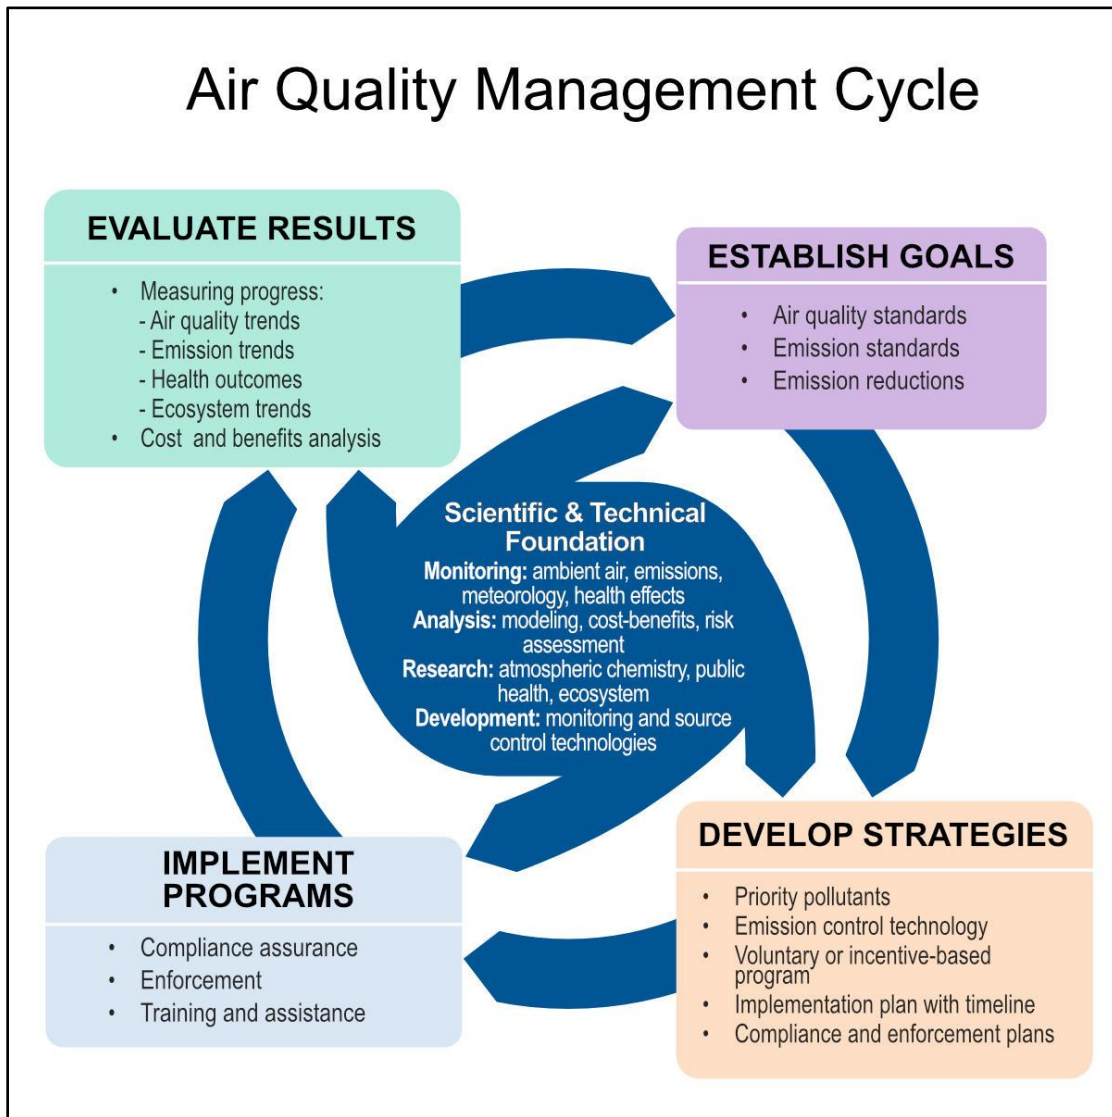 Air Quality Management Cycle
EVALUATE RESULTS
• Measuring progress:
- Air quality trends
- Emission trends
- Health outcomes
- Ecosystem trends
• Cost and benefits analysis
ESTABLISH GOALS
• Air quality standards
• Emission standards
• Emission reductions
Scientific & Technical
Foundation
Monitoring: ambient air, emissions,
meteorology, health effects
Analysis: modeling, cost-benefits, risk
assessment
Research: atmospheric chemistry, public
health, ecosystem
Development: monitoring and source
control technologies
IMPLEMENT
PROGRAMS
• Compliance assurance
• Enforcement
• Training and assistance
DEVELOP STRATEGIES
• Priority pollutants
• Emission control technology
• Voluntary or incentive-based
program
• Implementation plan with timeline
• Compliance and enforcement plans